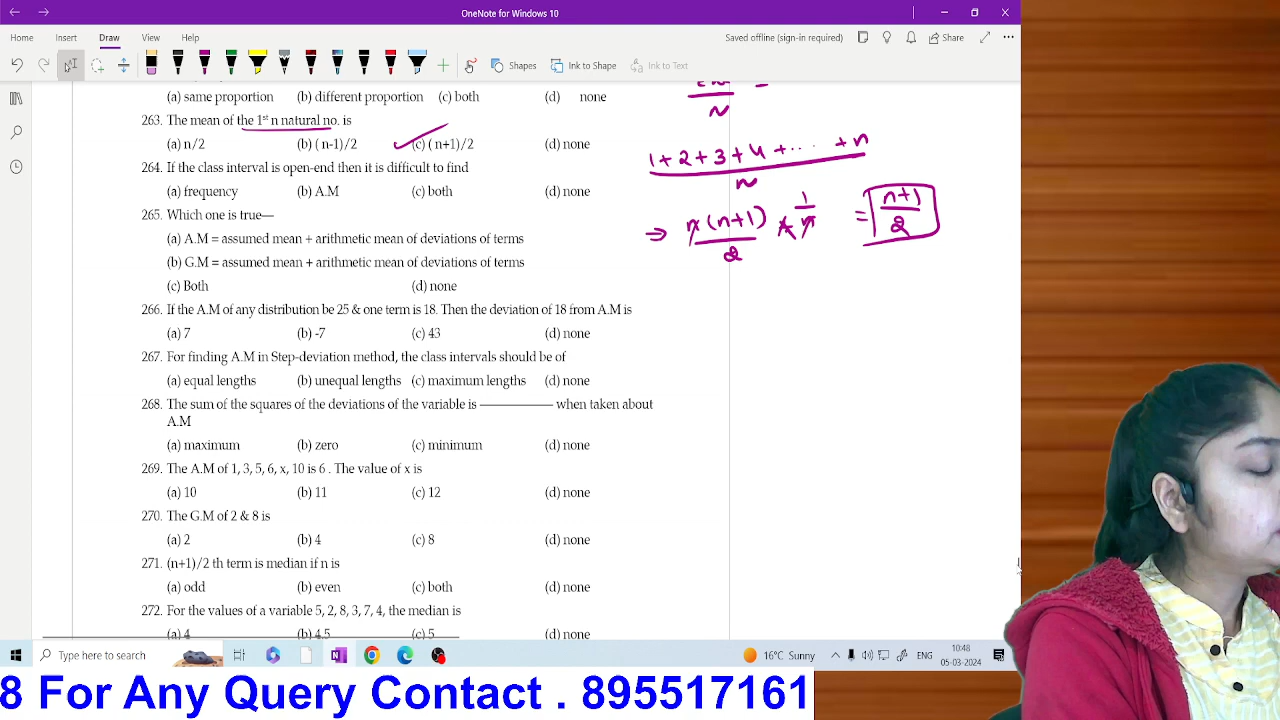 OneNote for Windows 10
Home Insert Draw View Help
Saved offline (sign-in required) Share
Shapes Ink to Shape Ink to Text
(a) same proportion (b) different proportion (c) both (d) none
263. The mean of the 1st n natural no. is
(a) n/2 (b) ( n-1)/2 (c) ( n+1)/2 (d) none
264. If the class interval is open-end then it is difficult to find
(a) frequency (b) A.M (c) both (d) none
265. Which one is true—
(a) A.M = assumed mean + arithmetic mean of deviations of terms
(b) G.M = assumed mean + arithmetic mean of deviations of terms
(c) Both (d) none
266. If the A.M of any distribution be 25 & one term is 18. Then the deviation of 18 from A.M is
(a) 7 (b) -7 (c) 43 (d) none
267. For finding A.M in Step-deviation method, the class intervals should be of
(a) equal lengths (b) unequal lengths (c) maximum lengths (d) none
268. The sum of the squares of the deviations of the variable is ————— when taken about
A.M
(a) maximum (b) zero (c) minimum (d) none
269. The A.M of 1, 3, 5, 6, x, 10 is 6 . The value of x is
(a) 10 (b) 11 (c) 12 (d) none
270. The G.M of 2 & 8 is
(a) 2 (b) 4 (c) 8 (d) none
271. (n+1)/2 th term is median if n is
(a) odd (b) even (c) both (d) none
272. For the values of a variable 5, 2, 8, 3, 7, 4, the median is
(a) 4 (b) 4.5 (c) 5 (d) none
N
1+2+3+4+.... +n
N
⇒ n(n+1)/2 × 1/n = n+1/2
Type here to search
16°C Sunny ENG
10:48
05-03-2024
8 For Any Query Contact . 895517161